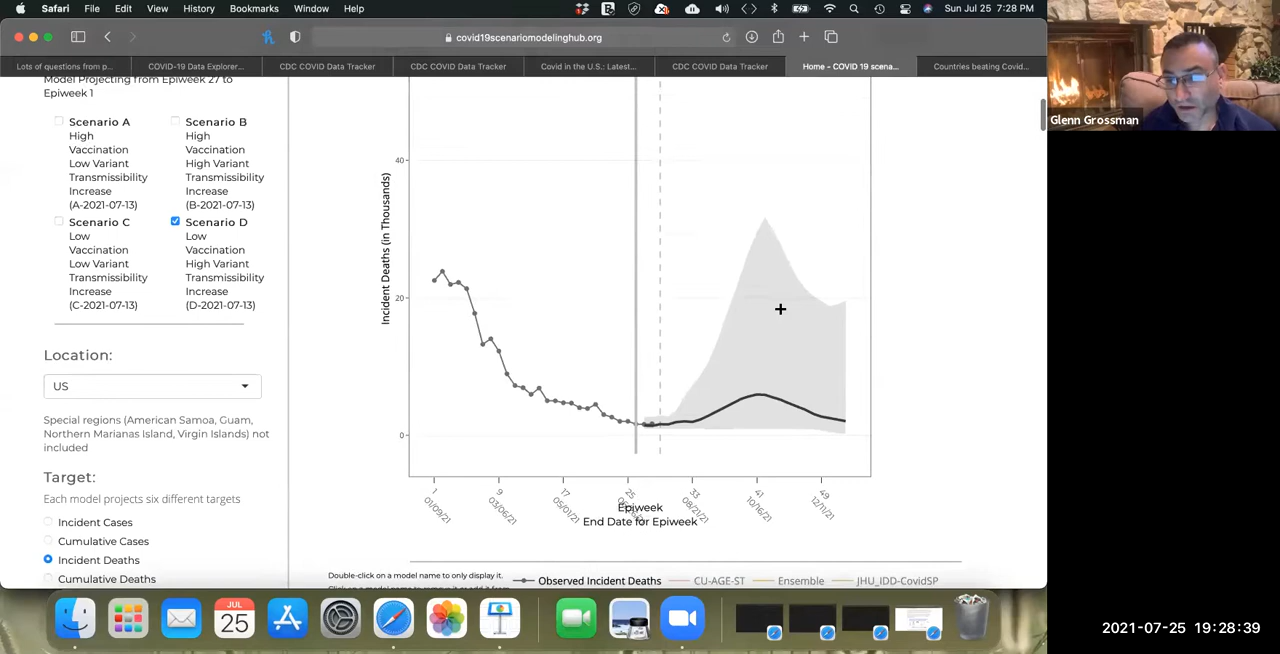 Safari File Edit View History Bookmarks Window Help
Sun Jul 25 7:28 PM
covid19scenariomodelinghub.org
Lots of questions from p...
COVID-19 Data Explorer...
CDC COVID Data Tracker
CDC COVID Data Tracker
Covid in the U.S.: Latest...
CDC COVID Data Tracker
Home - COVID 19 scena...
Countries beating Covid...
Glenn Grossman
Model Projecting from Epiweek 27 to
Epiweek 1
Scenario A
High
Vaccination
Low Variant
Transmissibility
Increase
(A-2021-07-13)
Scenario B
High
Vaccination
High Variant
Transmissibility
Increase
(B-2021-07-13)
Scenario C
Low
Vaccination
Low Variant
Transmissibility
Increase
(C-2021-07-13)
Scenario D
Low
Vaccination
High Variant
Transmissibility
Increase
(D-2021-07-13)
Location:
US
Special regions (American Samoa, Guam,
Northern Marianas Island, Virgin Islands) not
included
Target:
Each model projects six different targets
Incident Cases
Cumulative Cases
Incident Deaths
Cumulative Deaths
Incident Deaths (in Thousands)
40
20
0
1
01/09/21
9
03/06/21
17
05/01/21
25
33
08/21/21
41
10/16/21
49
12/11/21
Epiweek
End Date for Epiweek
Double-click on a model name to only display it.
Observed Incident Deaths
CU-AGE-ST
Ensemble
JHU_IDD-CovidSP
JUL
25
2021-07-25 19:28:39